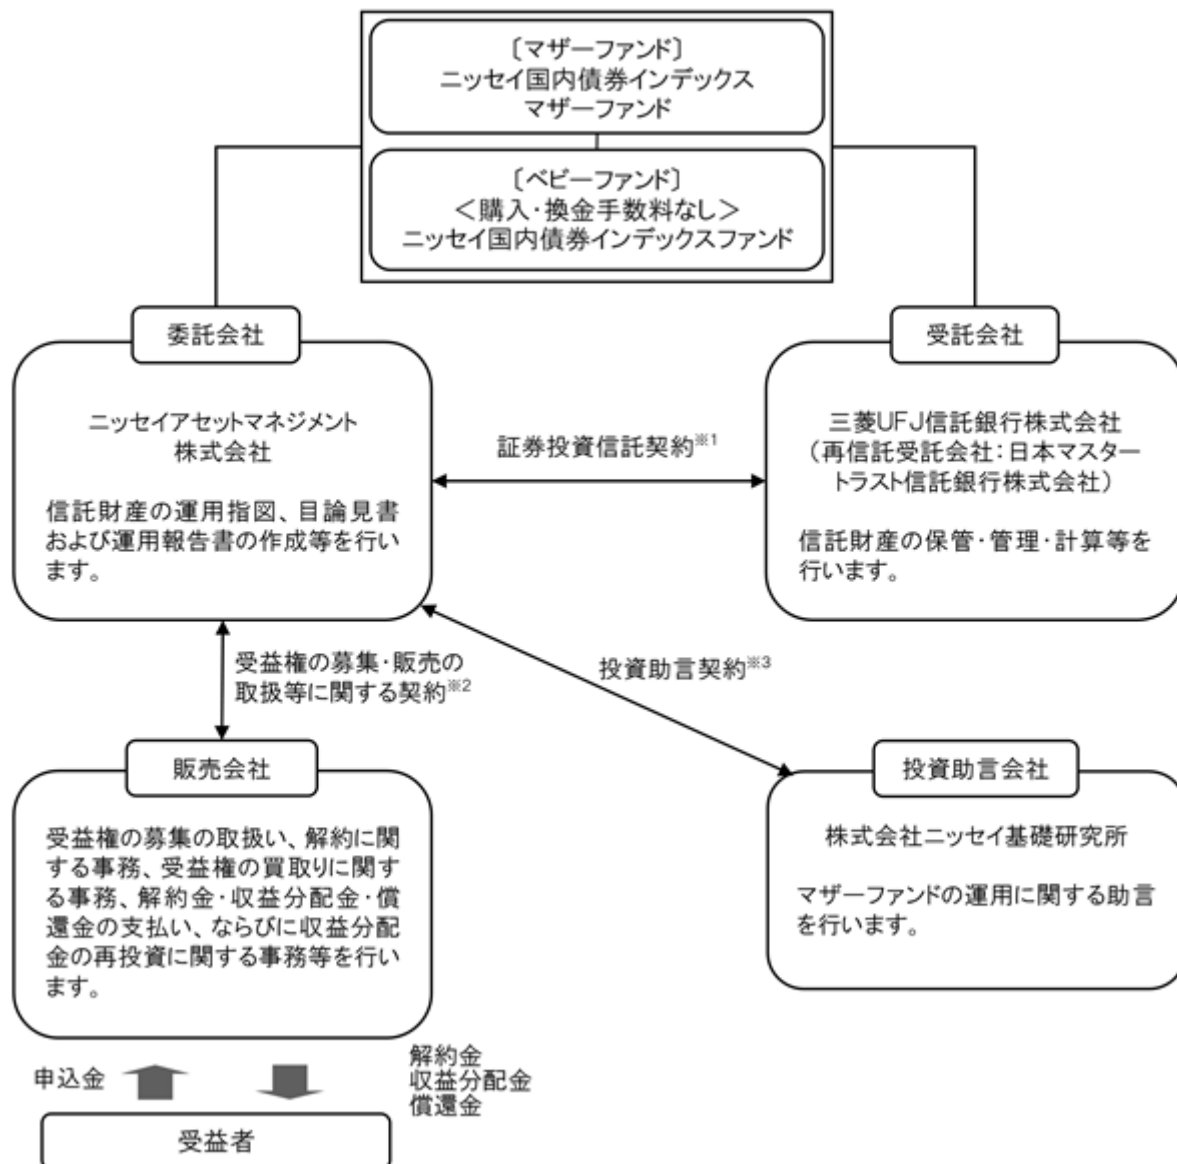 〔マザーファンド〕
ニッセイ国内債券インデックス
マザーファンド
〔ベビーファンド〕
＜購入・換金手数料なし＞
ニッセイ国内債券インデックスファンド
委託会社
ニッセイアセットマネジメント
株式会社
信託財産の運用指図、目論見書
および運用報告書の作成等を行い
ます。
証券投資信託契約※1
受託会社
三菱UFJ信託銀行株式会社
（再信託受託会社：日本マスター
トラスト信託銀行株式会社）
信託財産の保管・管理・計算等を
行います。
受益権の募集・販売の
取扱等に関する契約※2
投資助言契約※3
販売会社
受益権の募集の取扱い、解約に関
する事務、受益権の買取りに関す
る事務、解約金・収益分配金・償
還金の支払い、ならびに収益分配
金の再投資に関する事務等を行い
ます。
投資助言会社
株式会社ニッセイ基礎研究所
マザーファンドの運用に関する助言
を行います。
申込金
解約金
収益分配金
償還金
受益者